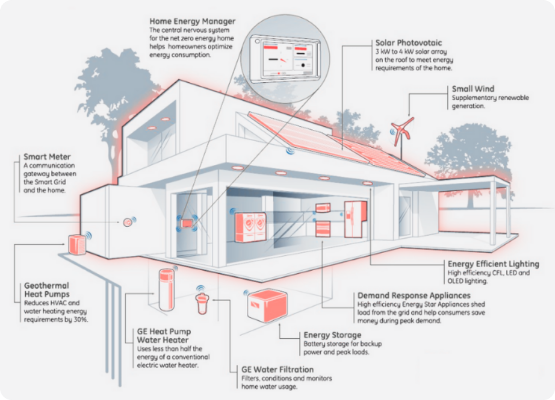 Home Energy Manager
The central nervous system
for the net zero energy home
helps homeowners optimize
energy consumption.
Solar Photovotaic
3 kW to 4 kW solar array
on the roof to meet energy
requirements of the home.
Small Wind
Supplementary renewable
generation.
Smart Meter
A communication
gateway between
the Smart Grid
and the home.
Geothermal
Heat Pumps
Reduces HVAC and
water heating energy
requirements by 30%.
GE Heat Pump
Water Heater
Uses less than half the
energy of a conventional
electric water heater.
GE Water Filtration
Filters, conditions and monitors
home water usage.
Energy Storage
Battery storage for backup
power and peak loads.
Demand Response Appliances
High efficiency Energy Star Appliances shed
load from the grid and help consumers save
money during peak demand.
Energy Efficient Lighting
High efficiency CFL, LED and
OLED lighting.